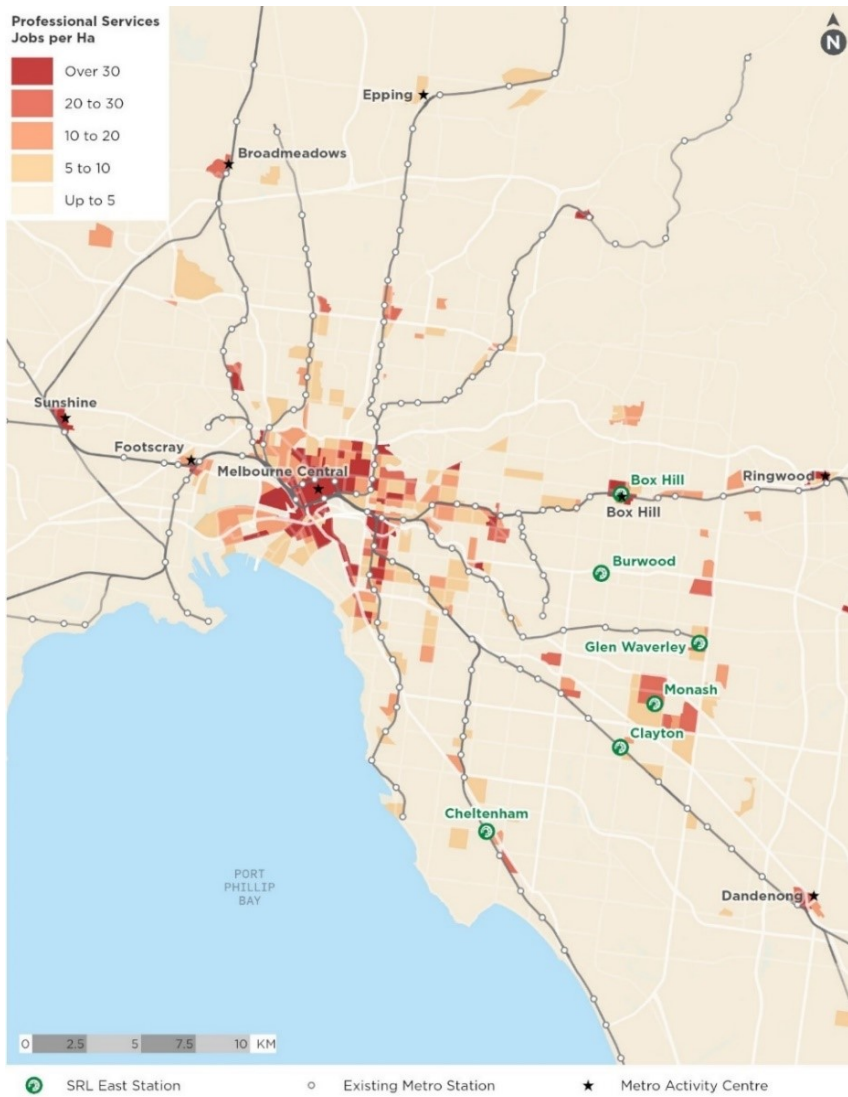 Professional Services
Jobs per Ha
Over 30
20 to 30
10 to 20
5 to 10
Up to 5
N
Epping
Broadmeadows
Sunshine
Footscray
Melbourne Central
Box Hill
Ringwood
Box Hill
Burwood
Glen Waverley
Monash
Clayton
Cheltenham
Dandenong
PORT
PHILLIP
BAY
0 2.5 5 7.5 10 KM
SRL East Station
Existing Metro Station
Metro Activity Centre